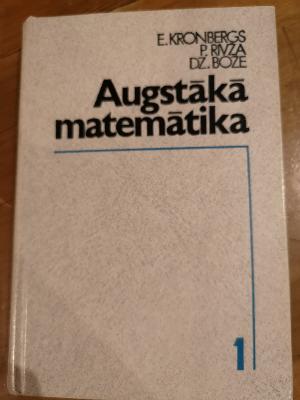 E. KRONBERGS
P. RIVŽA
DZ. BOŽE
Augstākā
matemātika
1